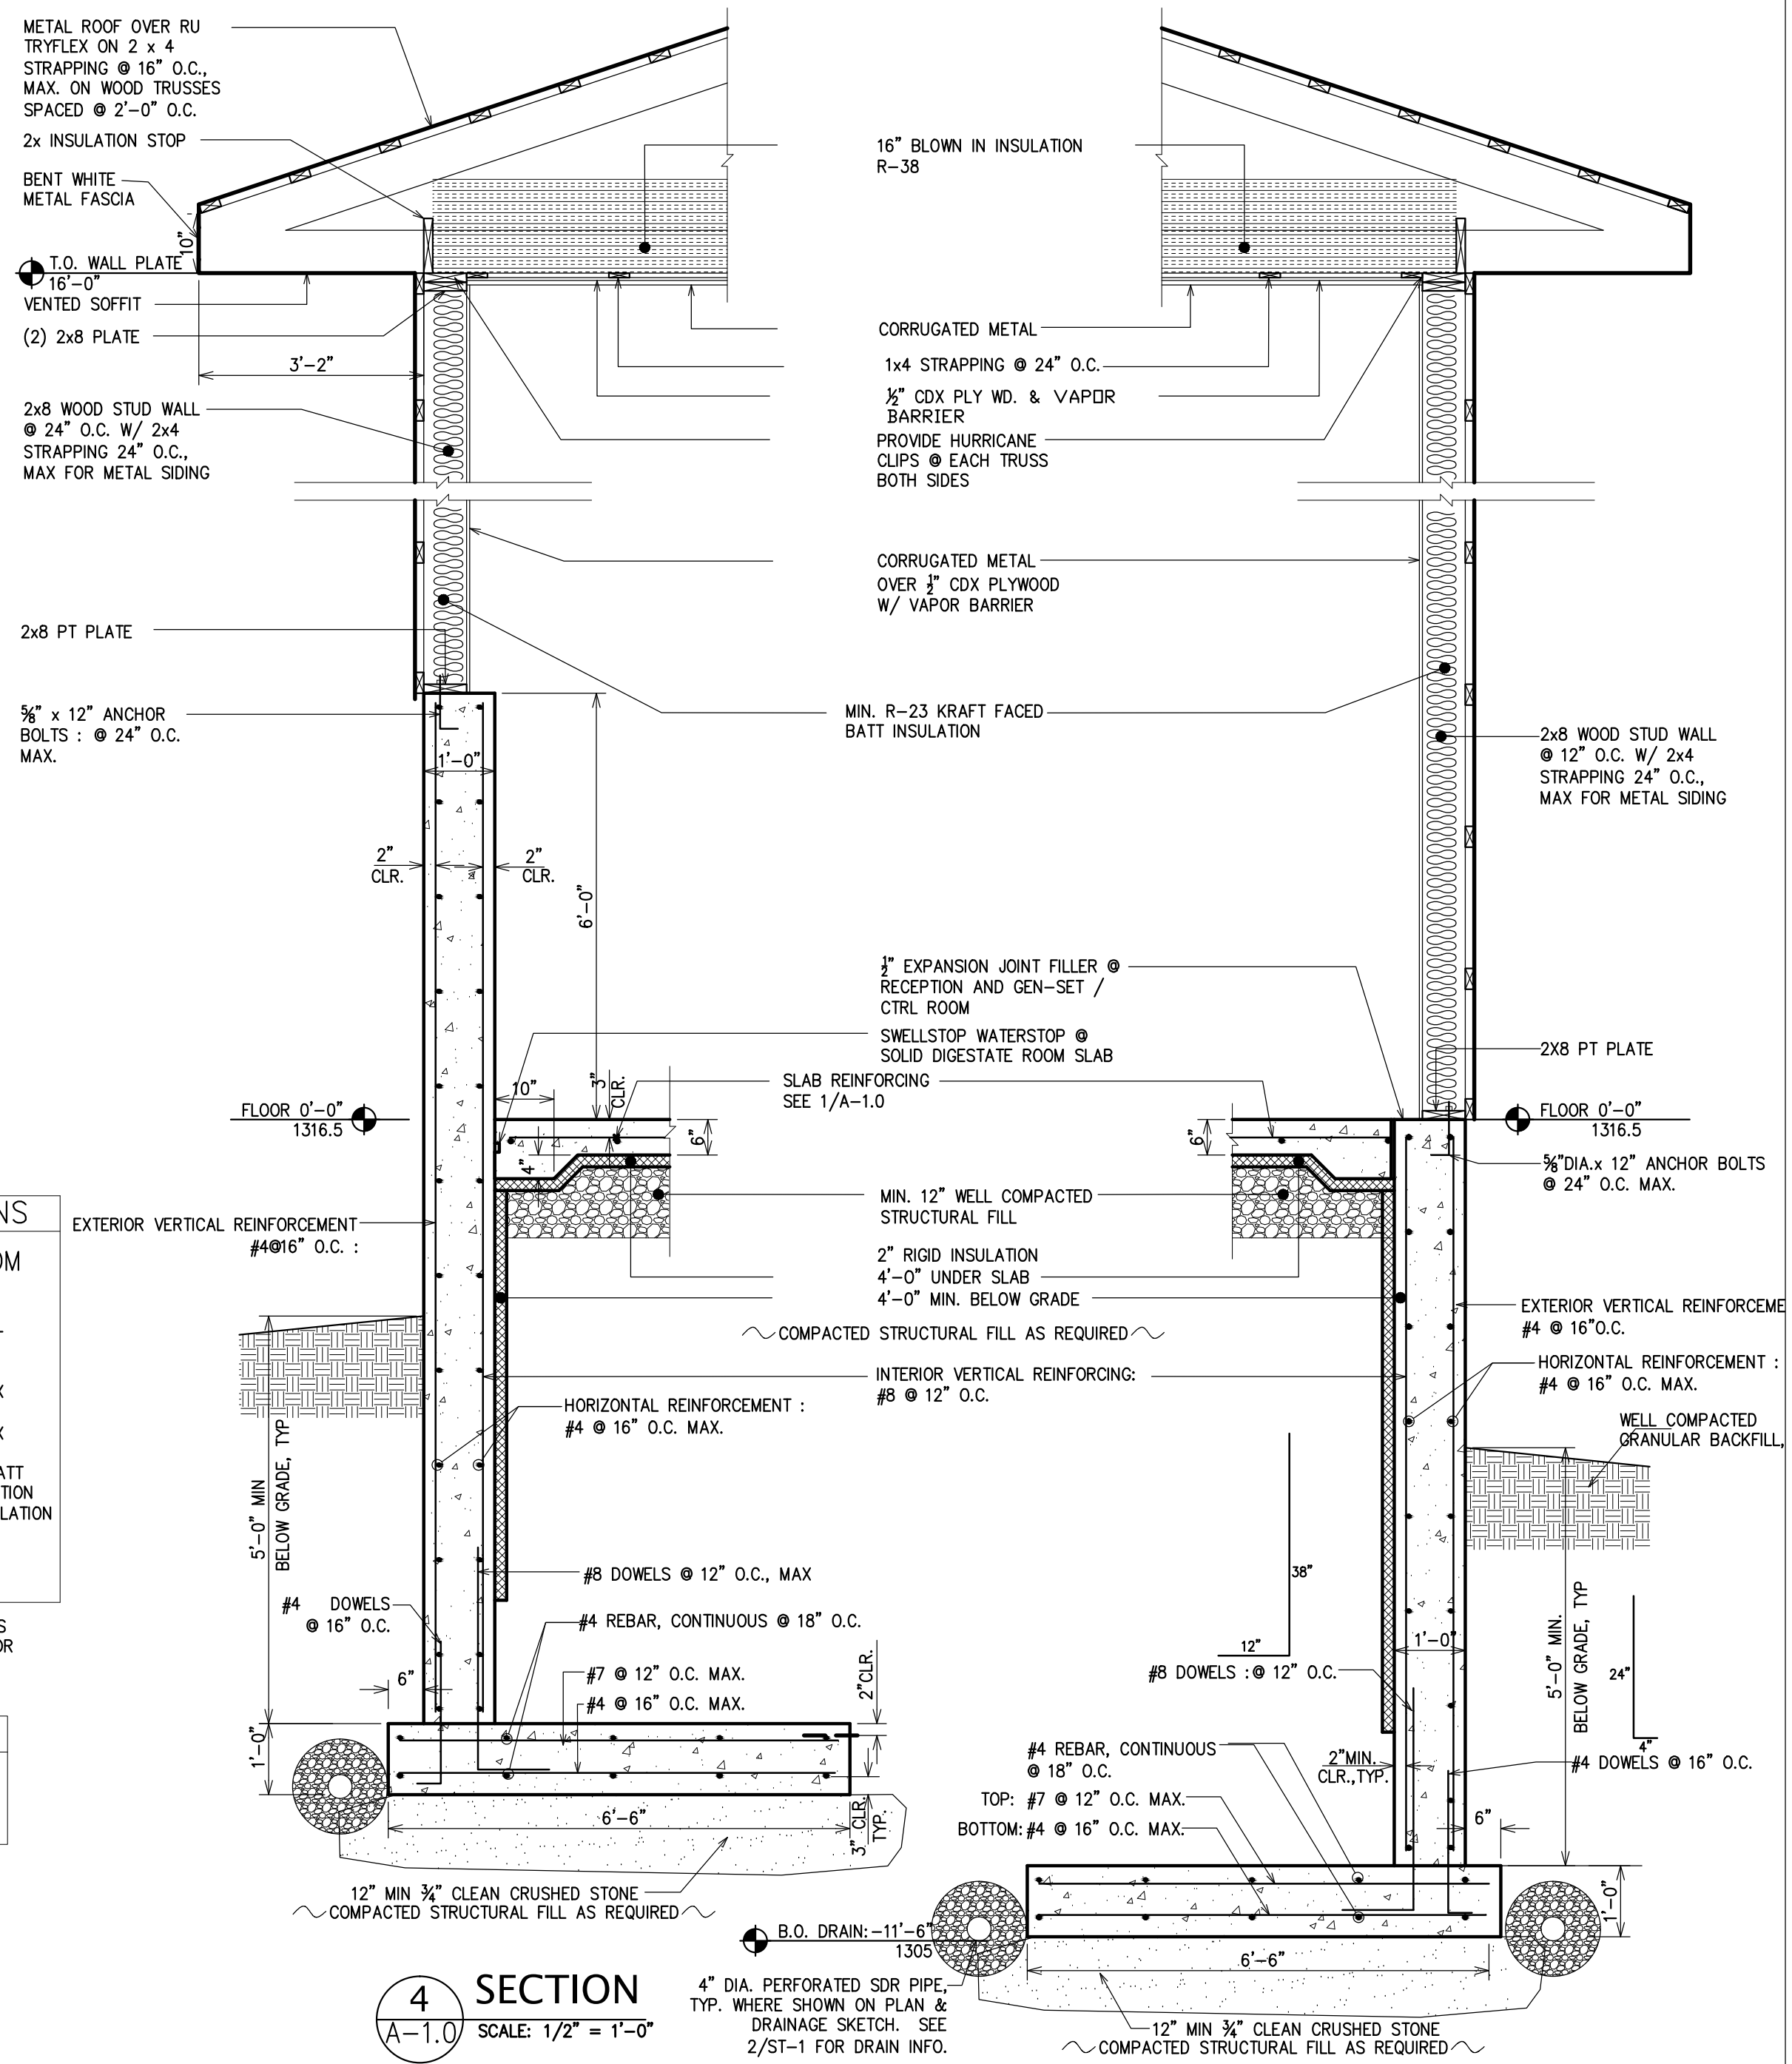 METAL ROOF OVER RU
TRYFLEX ON 2 x 4
STRAPPING @ 16" O.C.,
MAX. ON WOOD TRUSSES
SPACED @ 2'-0" O.C.
2x INSULATION STOP
BENT WHITE
METAL FASCIA
10"
T.O. WALL PLATE
16'-0"
VENTED SOFFIT
(2) 2x8 PLATE
3'-2"
2x8 WOOD STUD WALL
@ 24" O.C. W/ 2x4
STRAPPING 24" O.C.,
MAX FOR METAL SIDING
2x8 PT PLATE
⅝" x 12" ANCHOR
BOLTS : @ 24" O.C.
MAX.
1'-0"
2"
CLR.
2"
CLR.
6'-0"
16" BLOWN IN INSULATION
R-38
CORRUGATED METAL
1x4 STRAPPING @ 24" O.C.
½" CDX PLY WD. & VAPOR
BARRIER
PROVIDE HURRICANE
CLIPS @ EACH TRUSS
BOTH SIDES
CORRUGATED METAL
OVER ½" CDX PLYWOOD
W/ VAPOR BARRIER
MIN. R-23 KRAFT FACED
BATT INSULATION
2x8 WOOD STUD WALL
@ 12" O.C. W/ 2x4
STRAPPING 24" O.C.,
MAX FOR METAL SIDING
½" EXPANSION JOINT FILLER @
RECEPTION AND GEN-SET /
CTRL ROOM
SWELLSTOP WATERSTOP @
SOLID DIGESTATE ROOM SLAB
SLAB REINFORCING
SEE 1/A-1.0
10"
3"
CLR.
6"
4"
6"
2X8 PT PLATE
FLOOR 0'-0"
1316.5
FLOOR 0'-0"
1316.5
⅝"DIA.x 12" ANCHOR BOLTS
@ 24" O.C. MAX.
MIN. 12" WELL COMPACTED
STRUCTURAL FILL
2" RIGID INSULATION
4'-0" UNDER SLAB
4'-0" MIN. BELOW GRADE
COMPACTED STRUCTURAL FILL AS REQUIRED
NS
OM
X
X
ATT
TION
LATION
S
OR
EXTERIOR VERTICAL REINFORCEMENT
#4@16" O.C. :
EXTERIOR VERTICAL REINFORCEME
#4 @ 16"O.C.
INTERIOR VERTICAL REINFORCING:
#8 @ 12" O.C.
HORIZONTAL REINFORCEMENT :
#4 @ 16" O.C. MAX.
HORIZONTAL REINFORCEMENT :
#4 @ 16" O.C. MAX.
WELL COMPACTED
GRANULAR BACKFILL,
5'-0" MIN
BELOW GRADE, TYP
#8 DOWELS @ 12" O.C., MAX
#4 DOWELS
@ 16" O.C.
#4 REBAR, CONTINUOUS @ 18" O.C.
#7 @ 12" O.C. MAX.
#4 @ 16" O.C. MAX.
6"
1'-0"
2"CLR.
3" CLR.
TYP.
6'-6"
12" MIN ¾" CLEAN CRUSHED STONE
COMPACTED STRUCTURAL FILL AS REQUIRED
38"
12"
#8 DOWELS :@ 12" O.C.
1'-0"
5'-0" MIN.
BELOW GRADE, TYP
24"
4"
#4 DOWELS @ 16" O.C.
#4 REBAR, CONTINUOUS
@ 18" O.C.
2"MIN.
CLR.,TYP.
TOP: #7 @ 12" O.C. MAX.
BOTTOM: #4 @ 16" O.C. MAX.
6"
1'-0"
B.O. DRAIN: -11'-6"
1305
6'-6"
4" DIA. PERFORATED SDR PIPE,
TYP. WHERE SHOWN ON PLAN &
DRAINAGE SKETCH. SEE
2/ST-1 FOR DRAIN INFO.
12" MIN ¾" CLEAN CRUSHED STONE
COMPACTED STRUCTURAL FILL AS REQUIRED
4
A-1.0
SECTION
SCALE: 1/2" = 1'-0"